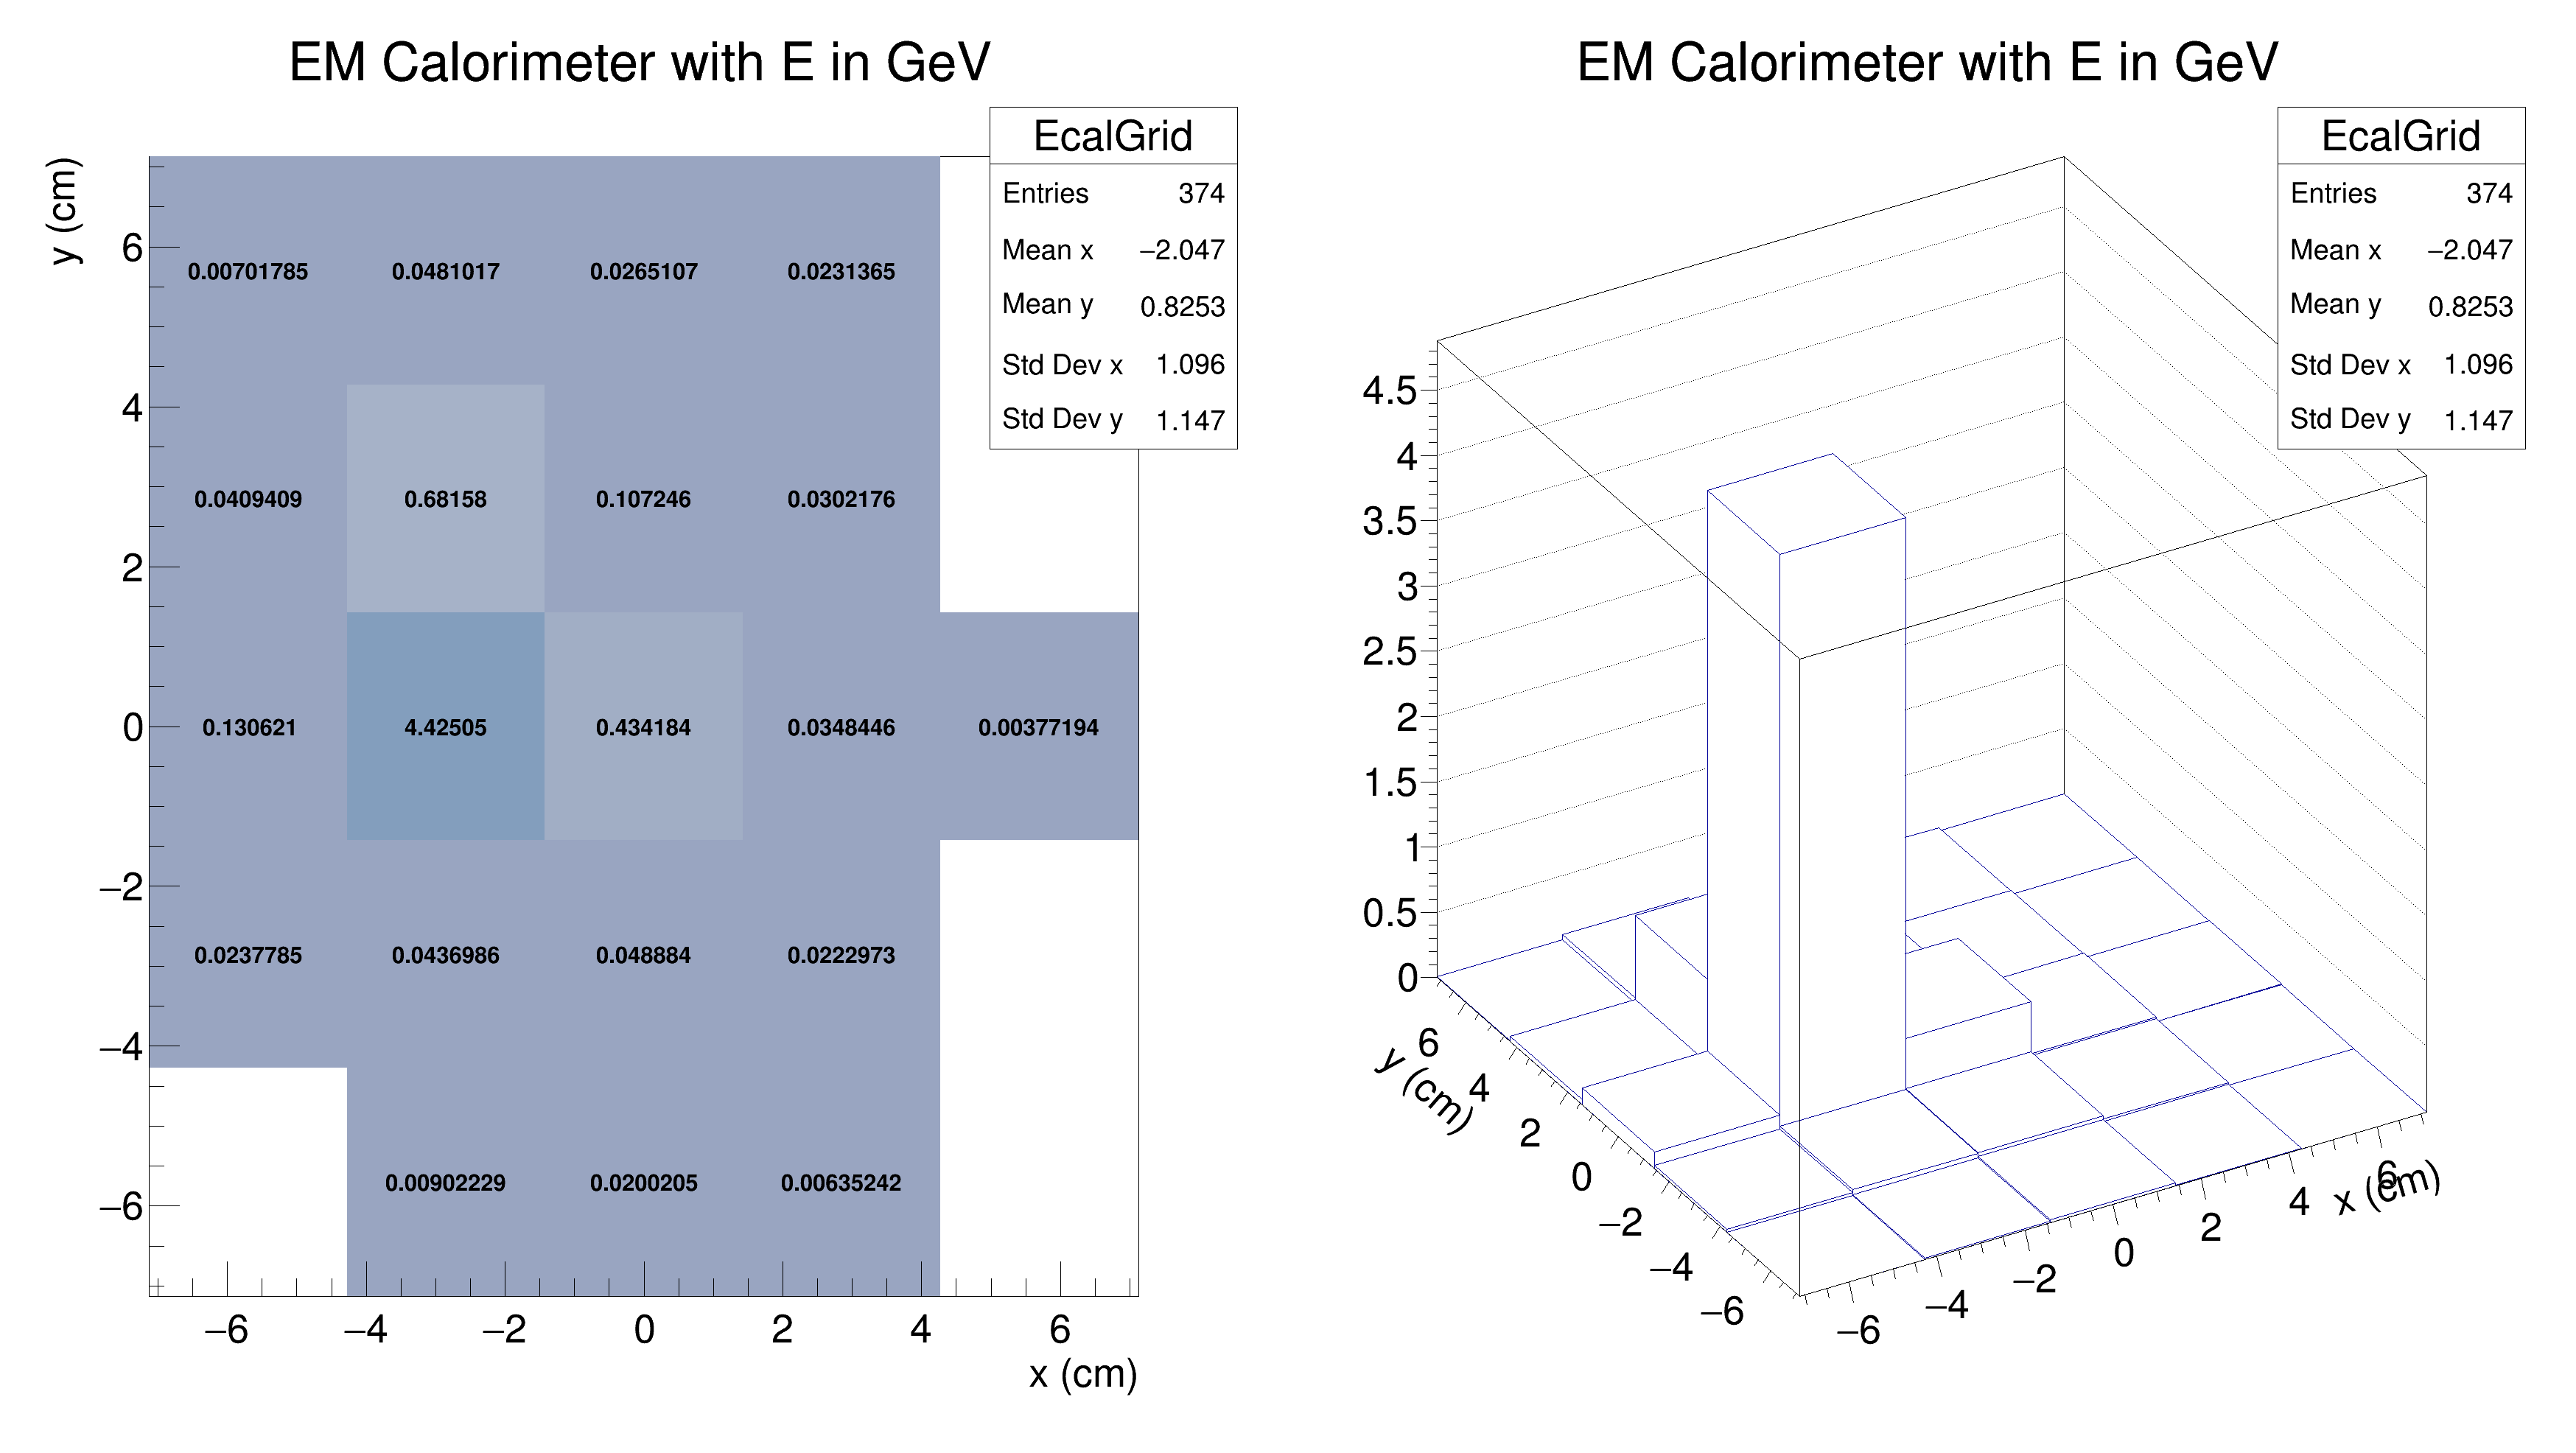 EM Calorimeter with E in GeV
EcalGrid
Entries 374
Mean x −2.047
Mean y 0.8253
Std Dev x 1.096
Std Dev y 1.147
y (cm)
6
4
2
0
−2
−4
−6
0.00701785 0.0481017 0.0265107 0.0231365
0.0409409 0.68158 0.107246 0.0302176
0.130621 4.42505 0.434184 0.0348446 0.00377194
0.0237785 0.0436986 0.048884 0.0222973
0.00902229 0.0200205 0.00635242
−6 −4 −2 0 2 4 6
x (cm)
EM Calorimeter with E in GeV
EcalGrid
Entries 374
Mean x −2.047
Mean y 0.8253
Std Dev x 1.096
Std Dev y 1.147
4.5
4
3.5
3
2.5
2
1.5
1
0.5
0
y (cm)
6
4
2
0
−2
−4
−6
−6
−4
−2
0
2
4
6
x (cm)